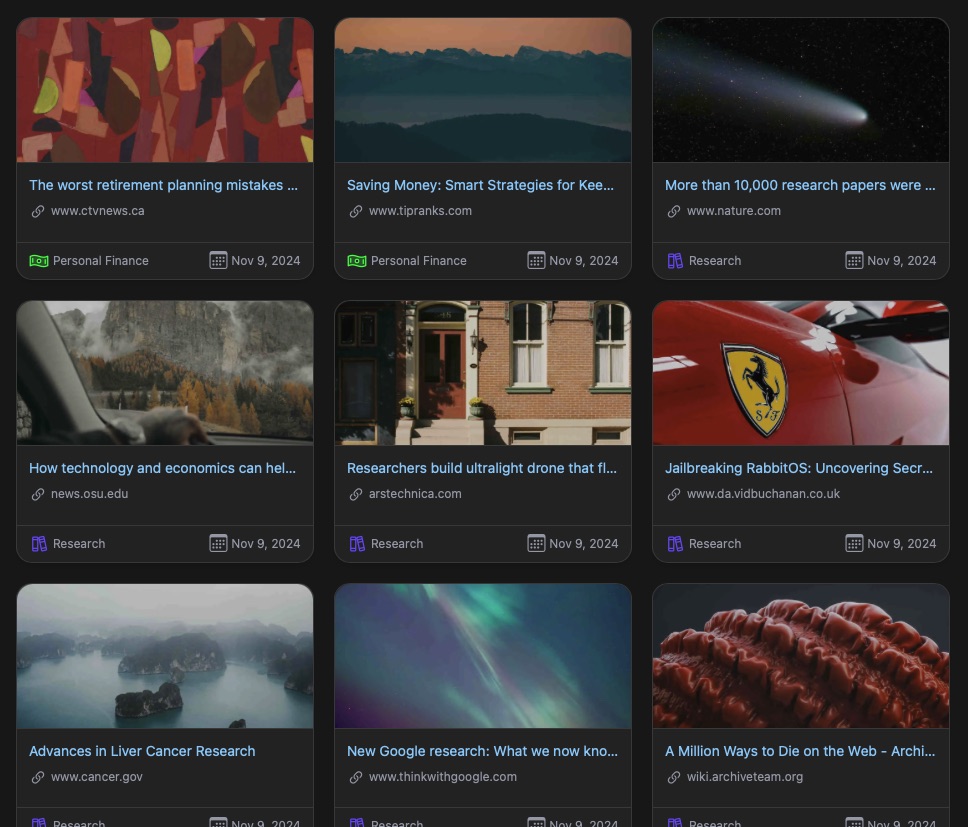 The worst retirement planning mistakes ...
www.ctvnews.ca
Personal Finance
Nov 9, 2024
Saving Money: Smart Strategies for Kee...
www.tipranks.com
Personal Finance
Nov 9, 2024
More than 10,000 research papers were ...
www.nature.com
Research
Nov 9, 2024
How technology and economics can hel...
news.osu.edu
Research
Nov 9, 2024
48
Researchers build ultralight drone that fl...
arstechnica.com
Research
Nov 9, 2024
S F
Jailbreaking RabbitOS: Uncovering Secr...
www.da.vidbuchanan.co.uk
Research
Nov 9, 2024
Advances in Liver Cancer Research
www.cancer.gov
Research
Nov 9, 2024
New Google research: What we now kno...
www.thinkwithgoogle.com
Research
Nov 9, 2024
A Million Ways to Die on the Web - Archi...
wiki.archiveteam.org
Research
Nov 9, 2024